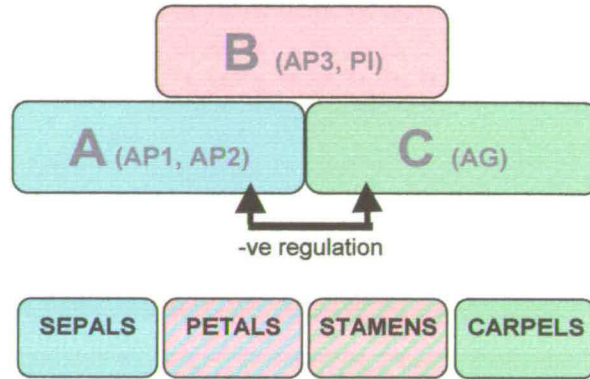 B (AP3, PI)
A (AP1, AP2) C (AG)
-ve regulation
SEPALS PETALS STAMENS CARPELS